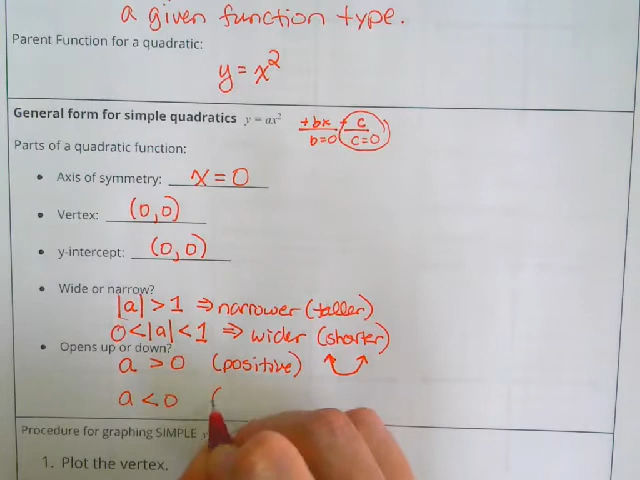 a given function type.
Parent Function for a quadratic:
y = x²
General form for simple quadratics y = ax² + bx + c
b=0 c=0
Parts of a quadratic function:
• Axis of symmetry: x = 0
• Vertex: (0,0)
• y-intercept: (0,0)
• Wide or narrow?
|a| > 1 ⇒ narrower (taller)
0 < |a| < 1 ⇒ wider (shorter)
• Opens up or down?
a > 0 (positive)
a < 0 (
Procedure for graphing SIMPLE
1. Plot the vertex.